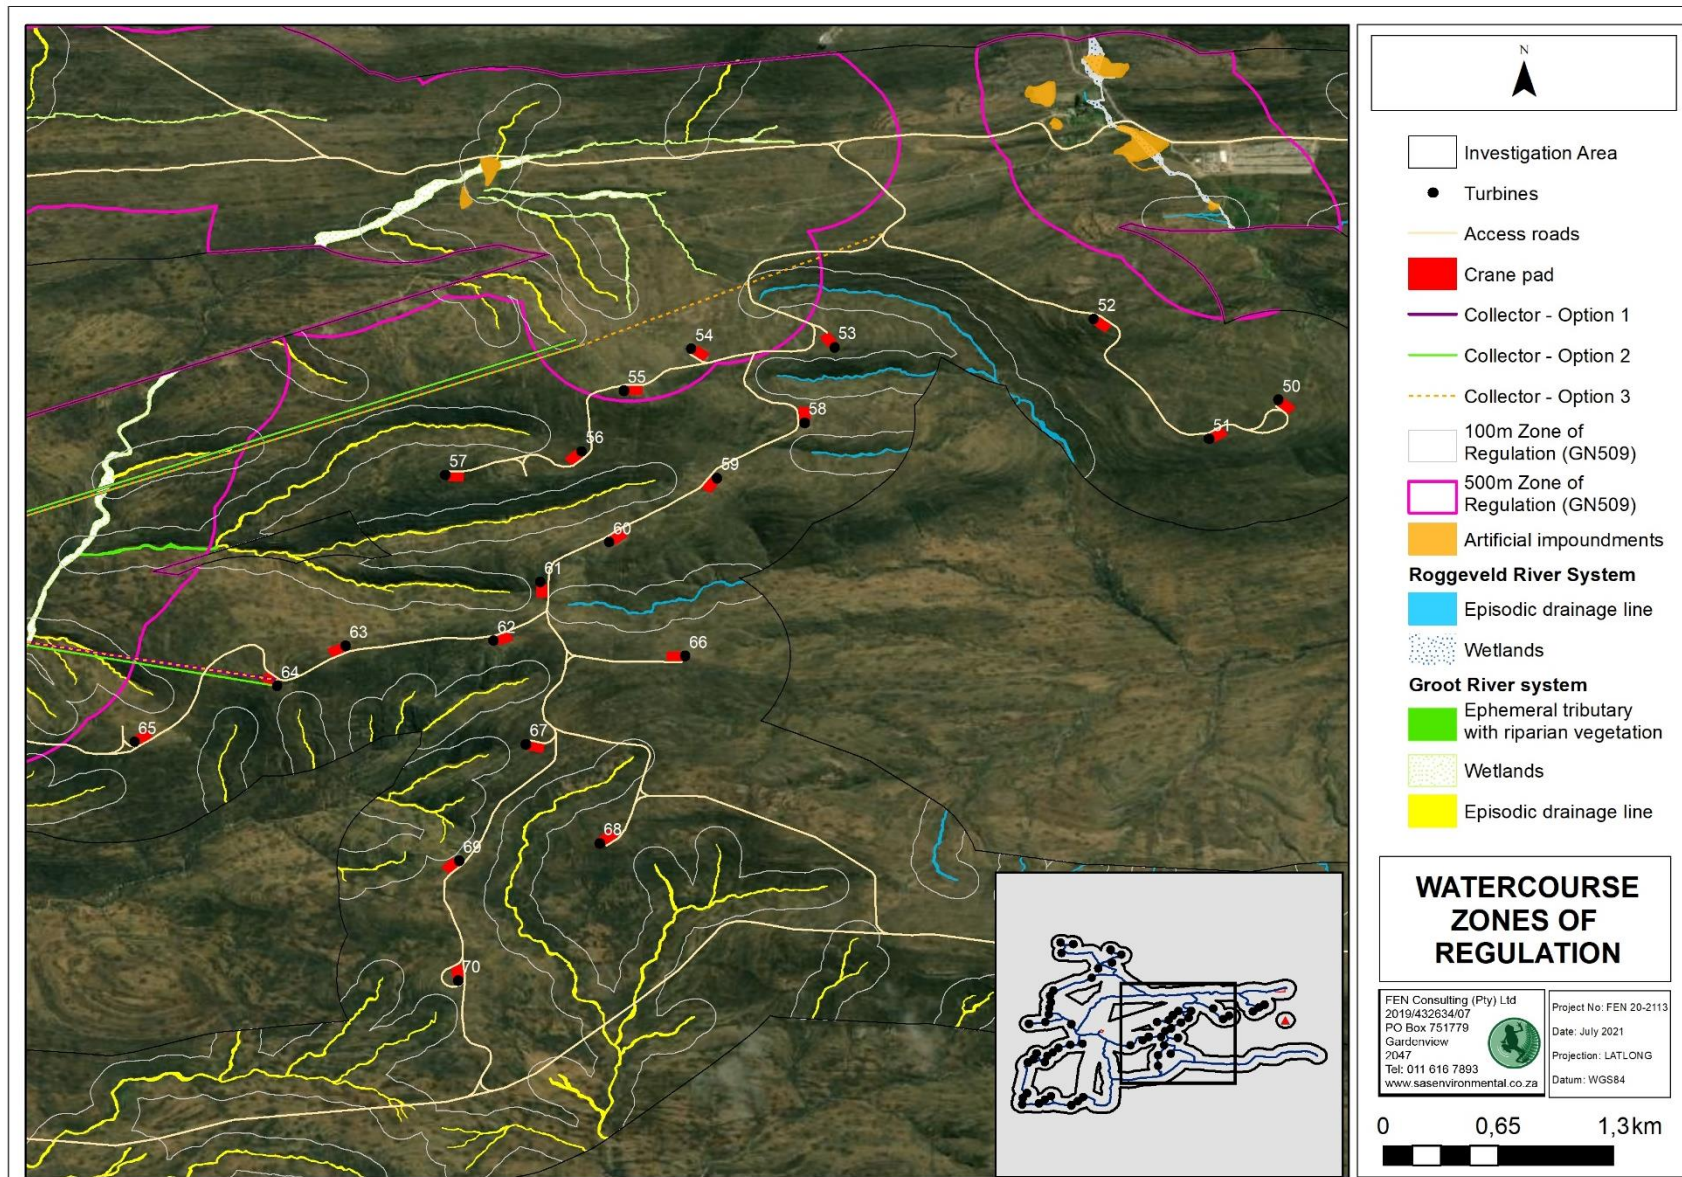 54
53
52
55
50
58
51
56
57
59
60
61
62
63
66
64
65
67
68
69
70
N
Investigation Area
Turbines
Access roads
Crane pad
Collector - Option 1
Collector - Option 2
Collector - Option 3
100m Zone of
Regulation (GN509)
500m Zone of
Regulation (GN509)
Artificial impoundments
Roggeveld River System
Episodic drainage line
Wetlands
Groot River system
Ephemeral tributary
with riparian vegetation
Wetlands
Episodic drainage line
WATERCOURSE
ZONES OF
REGULATION
FEN Consulting (Pty) Ltd
2019/432634/07
PO Box 751779
Gardenview
2047
Tel: 011 616 7893
www.sasenvironmental.co.za
Project No: FEN 20-2113
Date: July 2021
Projection: LATLONG
Datum: WGS84
0 0,65 1,3 km